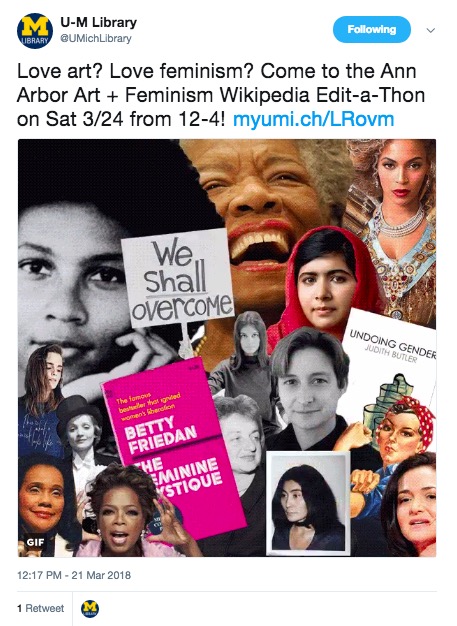 U-M Library
@UMichLibrary
Following
Love art? Love feminism? Come to the Ann
Arbor Art + Feminism Wikipedia Edit-a-Thon
on Sat 3/24 from 12-4! myumi.ch/LRovm
We
Shall
overcome
UNDOING GENDER
JUDITH BUTLER
The famous
bestseller that ignited
women's liberation
BETTY
FRIEDAN
THE
EMININE
YSTIQUE
GIF
12:17 PM - 21 Mar 2018
1 Retweet
M
LIBRARY